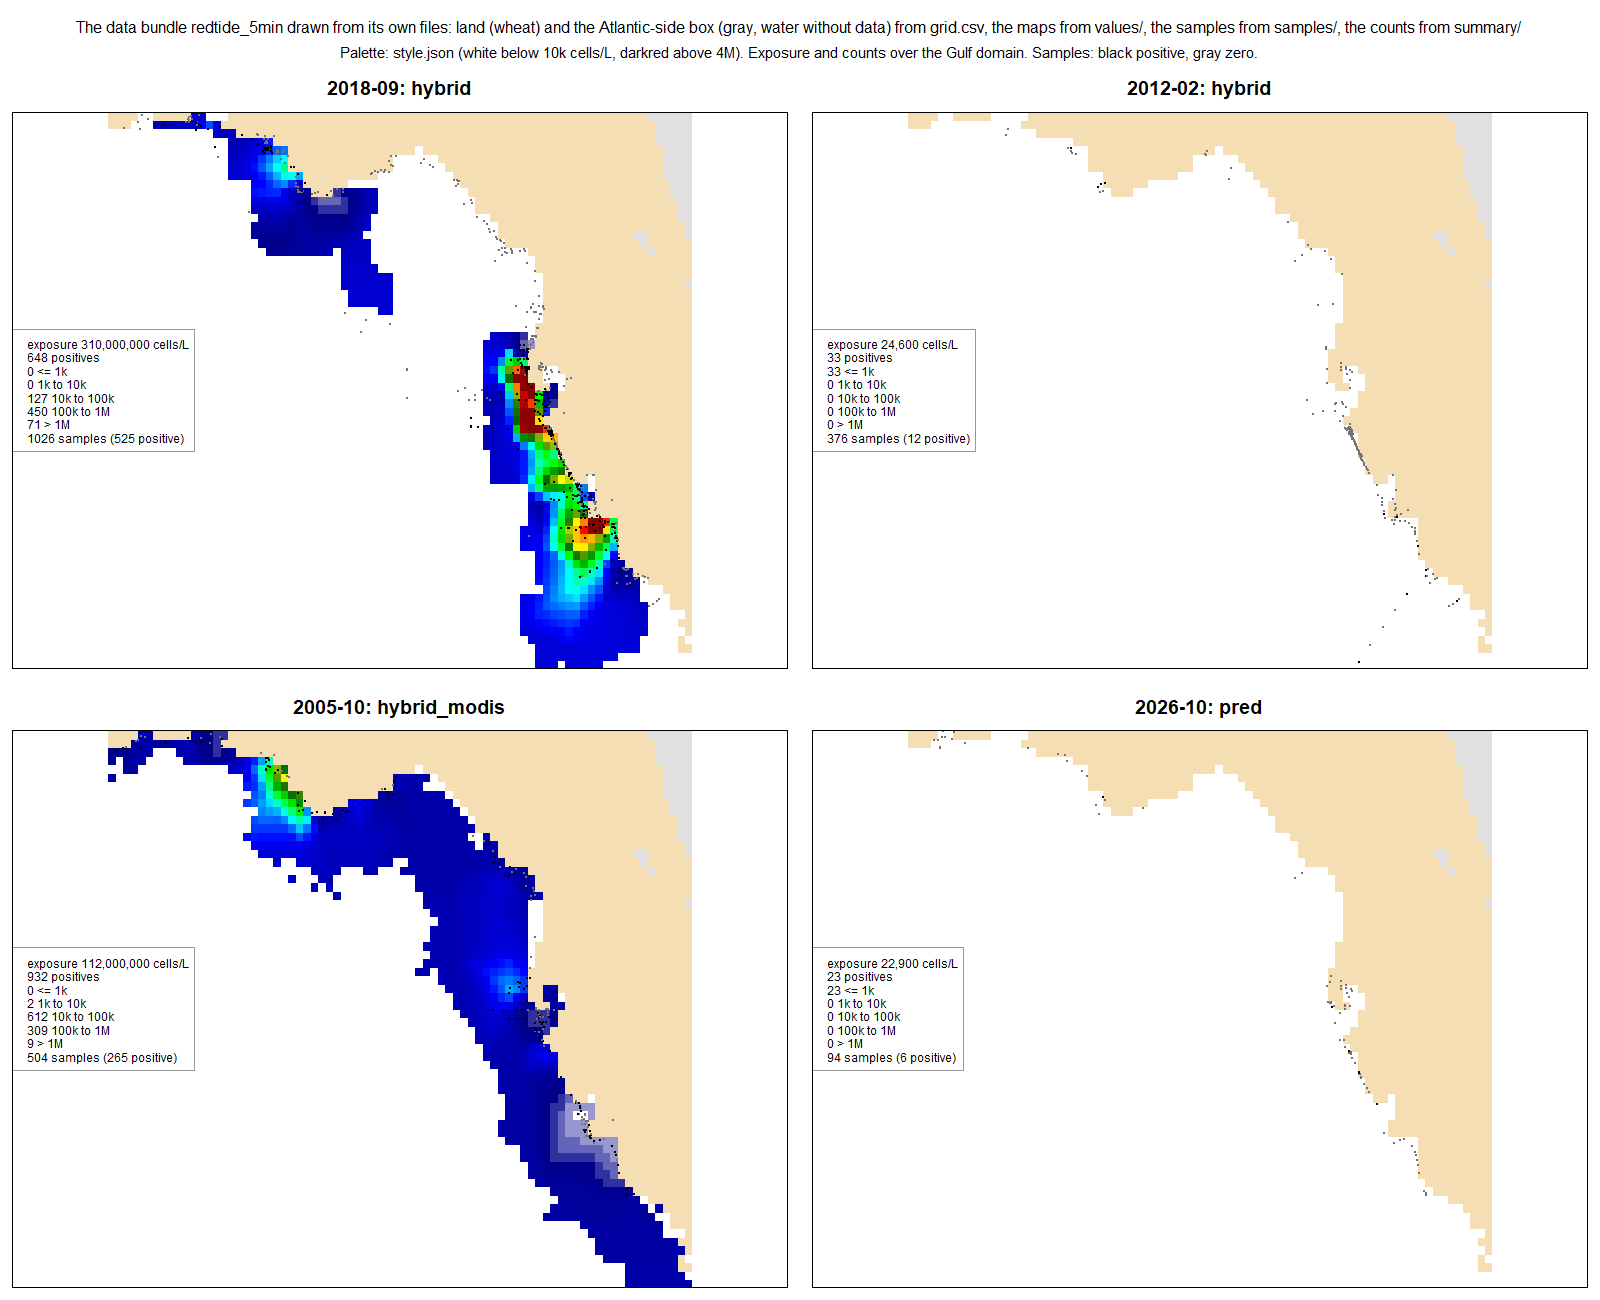 The data bundle redtide_5min drawn from its own files: land (wheat) and the Atlantic-side box (gray, water without data) from grid.csv, the maps from values/, the samples from samples/, the counts from summary/
Palette: style.json (white below 10k cells/L, darkred above 4M). Exposure and counts over the Gulf domain. Samples: black positive, gray zero.
2018-09: hybrid
exposure 310,000,000 cells/L
648 positives
0 <= 1k
0 1k to 10k
127 10k to 100k
450 100k to 1M
71 > 1M
1026 samples (525 positive)
2012-02: hybrid
exposure 24,600 cells/L
33 positives
33 <= 1k
0 1k to 10k
0 10k to 100k
0 100k to 1M
0 > 1M
376 samples (12 positive)
2005-10: hybrid_modis
exposure 112,000,000 cells/L
932 positives
0 <= 1k
2 1k to 10k
612 10k to 100k
309 100k to 1M
9 > 1M
504 samples (265 positive)
2026-10: pred
exposure 22,900 cells/L
23 positives
23 <= 1k
0 1k to 10k
0 10k to 100k
0 100k to 1M
0 > 1M
94 samples (6 positive)